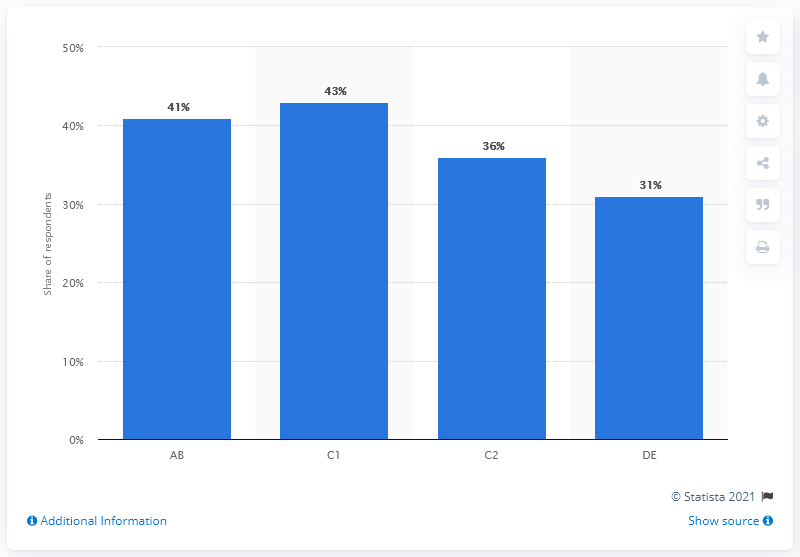 50%
40%
30%
20%
10%
0%
Share of respondents
41%
43%
36%
31%
AB C1 C2 DE
© Statista 2021
Additional Information Show source